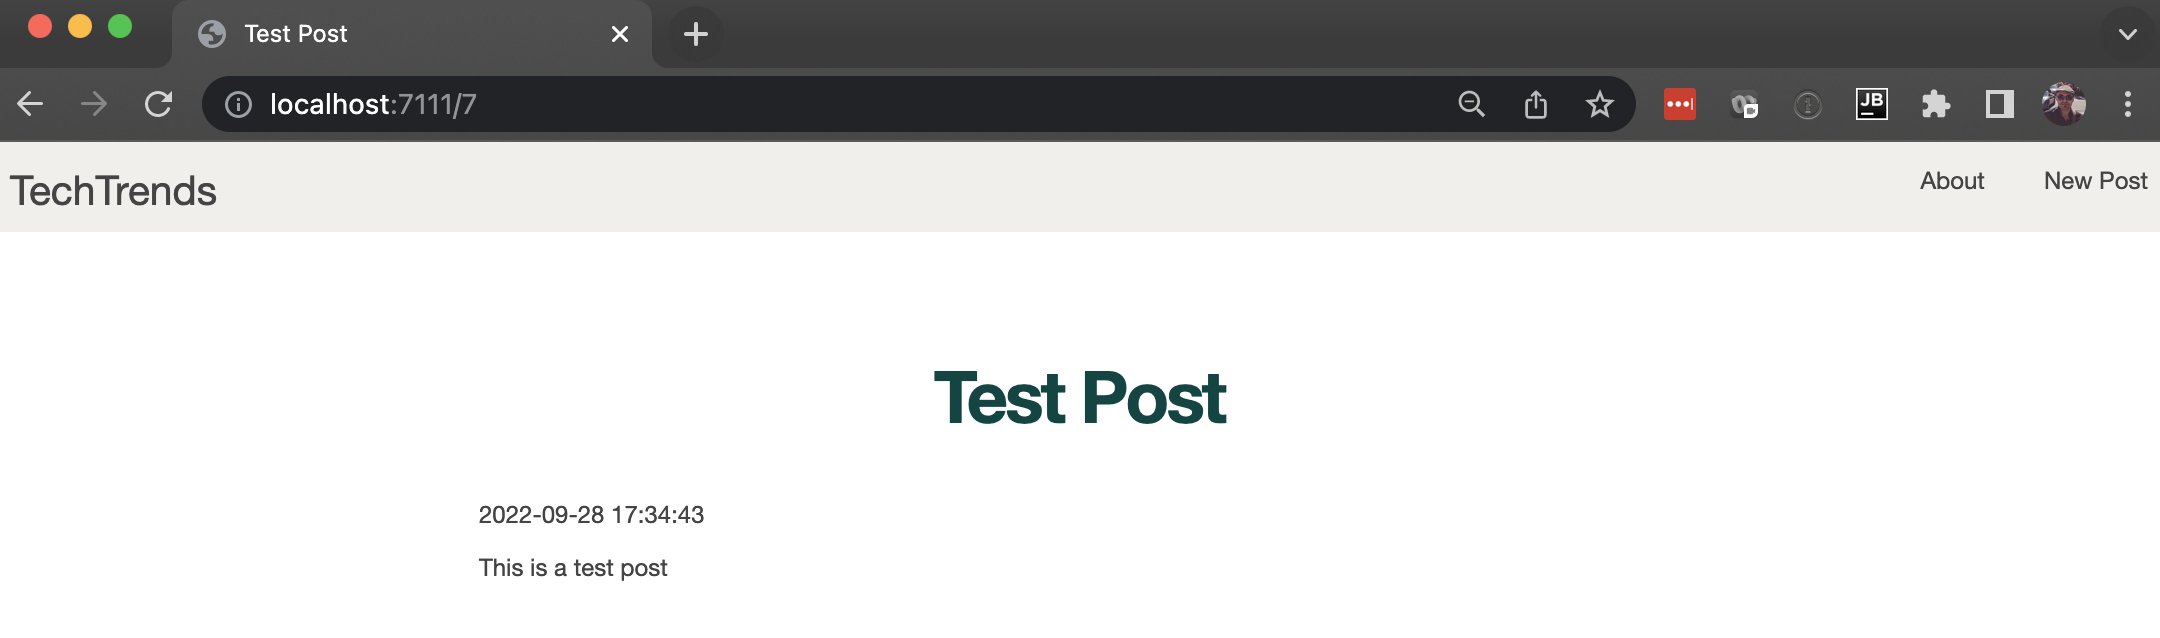 Test Post
localhost:7111/7
JB
TechTrends
About
New Post
Test Post
2022-09-28 17:34:43
This is a test post